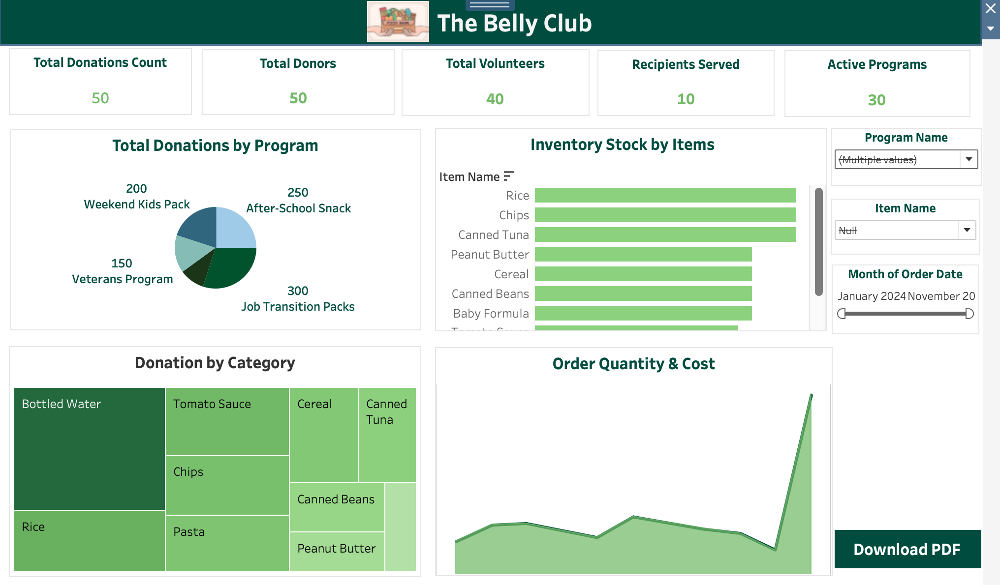 FOOD BANK
The Belly Club
Total Donations Count
50
Total Donors
50
Total Volunteers
40
Recipients Served
10
Active Programs
30
Total Donations by Program
200
Weekend Kids Pack
250
After-School Snack
150
Veterans Program
300
Job Transition Packs
Inventory Stock by Items
Item Name
Rice
Chips
Canned Tuna
Peanut Butter
Cereal
Canned Beans
Baby Formula
Tomato Sauce
Program Name
(Multiple values)
Item Name
Null
Month of Order Date
January 2024 November 20
Donation by Category
Bottled Water
Rice
Tomato Sauce
Chips
Pasta
Cereal
Canned
Tuna
Canned Beans
Peanut Butter
Order Quantity & Cost
Download PDF